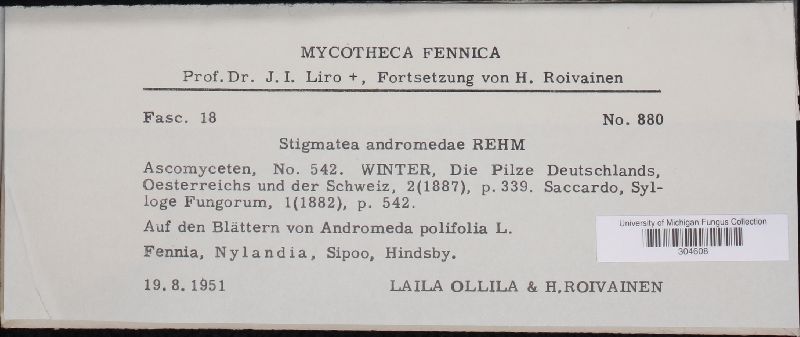 MYCOTHECA FENNICA
Prof. Dr. J. I. Liro +, Fortsetzung von H. Roivainen
Fasc. 18 No. 880
Stigmatea andromedae REHM
Ascomyceten, No. 542. WINTER, Die Pilze Deutschlands,
Oesterreichs und der Schweiz, 2(1887), p. 339. Saccardo, Syl-
loge Fungorum, 1(1882), p. 542.
Auf den Blättern von Andromeda polifolia L.
Fennia, Nylandia, Sipoo, Hindsby.
19. 8. 1951 LAILA OLLILA & H. ROIVAINEN
University of Michigan Fungus Collection
304608